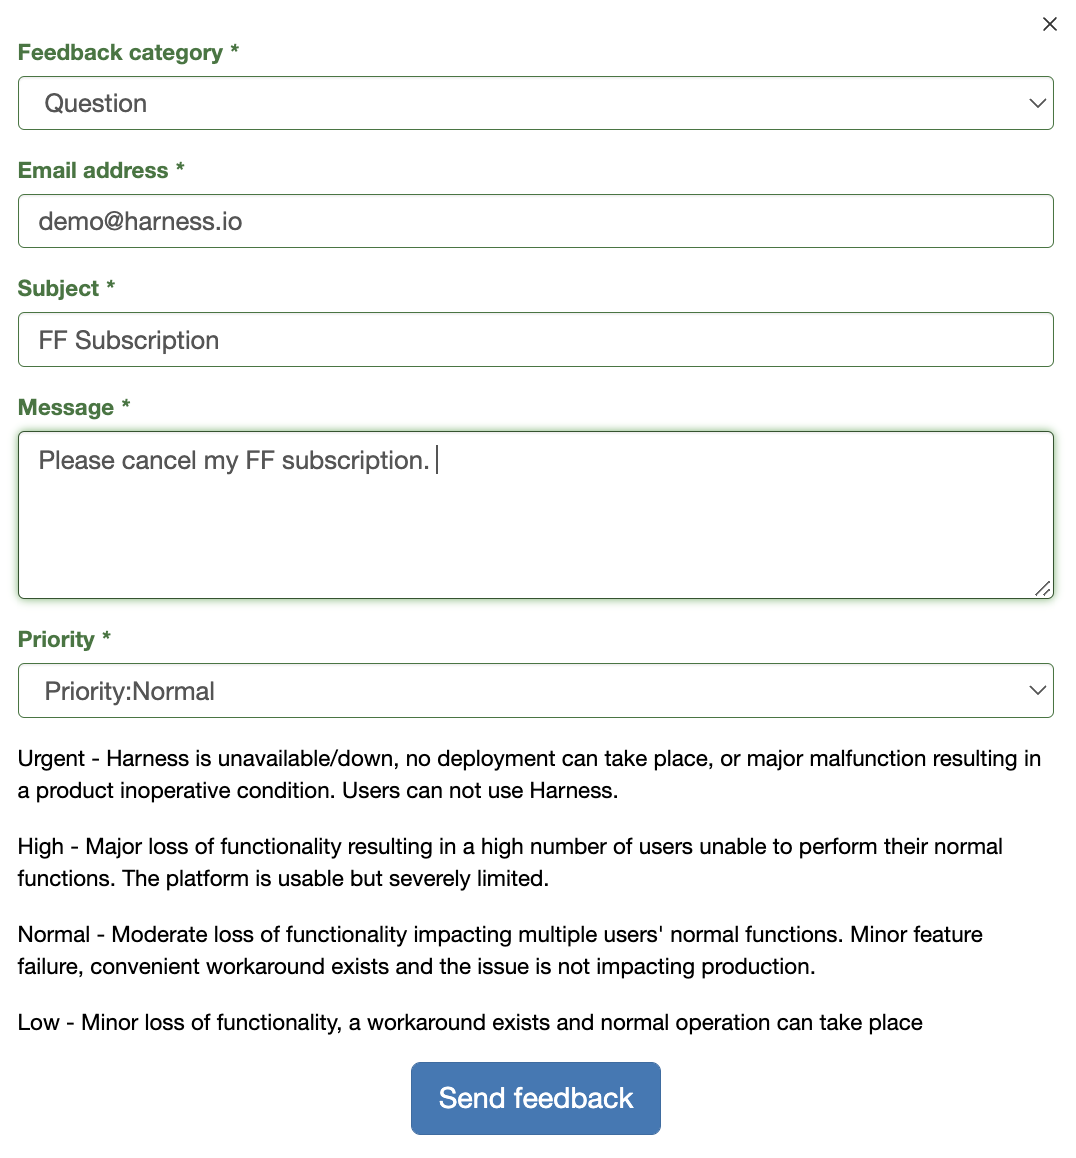 Feedback category *
Question
Email address *
demo@harness.io
Subject *
FF Subscription
Message *
Please cancel my FF subscription.
Priority *
Priority:Normal
Urgent - Harness is unavailable/down, no deployment can take place, or major malfunction resulting in
a product inoperative condition. Users can not use Harness.
High - Major loss of functionality resulting in a high number of users unable to perform their normal
functions. The platform is usable but severely limited.
Normal - Moderate loss of functionality impacting multiple users' normal functions. Minor feature
failure, convenient workaround exists and the issue is not impacting production.
Low - Minor loss of functionality, a workaround exists and normal operation can take place
Send feedback